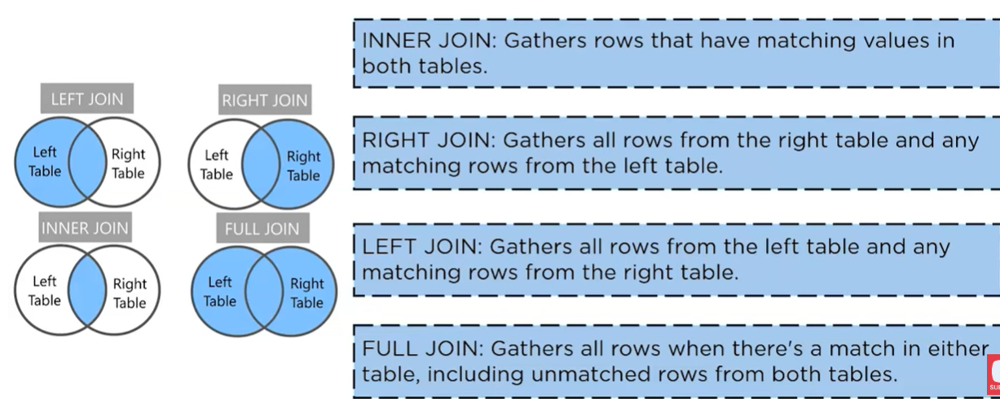 LEFT JOIN
Left
Table
Right
Table
RIGHT JOIN
Left
Table
Right
Table
INNER JOIN
Left
Table
Right
Table
FULL JOIN
Left
Table
Right
Table
INNER JOIN: Gathers rows that have matching values in
both tables.
RIGHT JOIN: Gathers all rows from the right table and any
matching rows from the left table.
LEFT JOIN: Gathers all rows from the left table and any
matching rows from the right table.
FULL JOIN: Gathers all rows when there's a match in either
table, including unmatched rows from both tables.